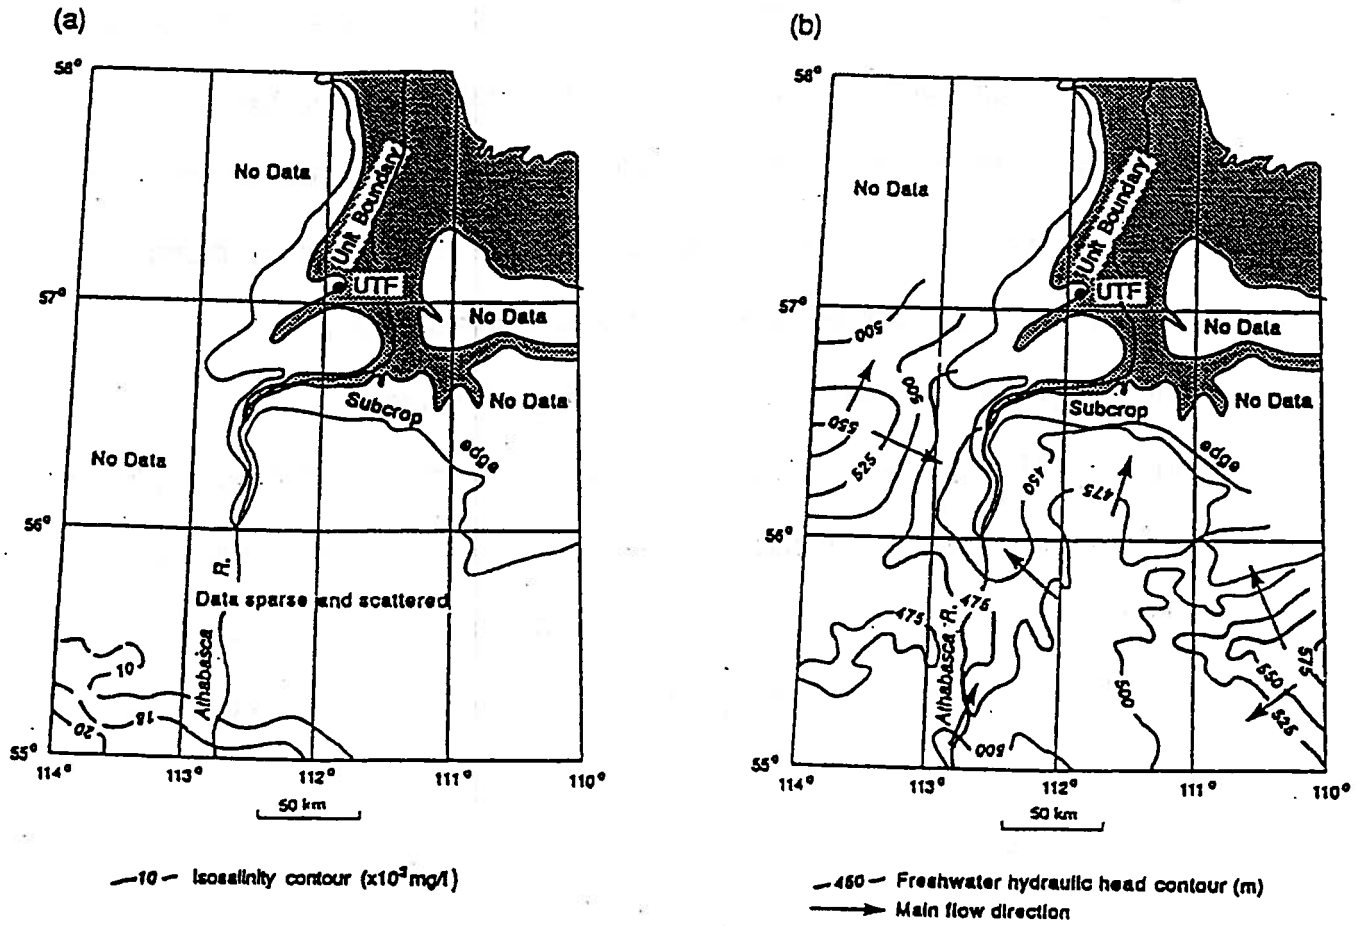 (a)
58°
No Data
Unit Boundary
UTF
57°
No Data
No Data
Subcrop
edge
No Data
56°
R.
Data sparse and scattered
Athabasca
10
18
20
55°
114°
113°
112°
111°
110°
50 km
10 Isosalinity contour (x10³mg/l)
(b)
58°
No Data
Unit Boundary
UTF
57°
500
No Data
500
No Data
Subcrop
edge
550
525
450
475
56°
475
475
Athabasca R.
500
500
575
550
525
55°
114°
113°
112°
111°
110°
50 km
450 Freshwater hydraulic head contour (m)
Main flow direction